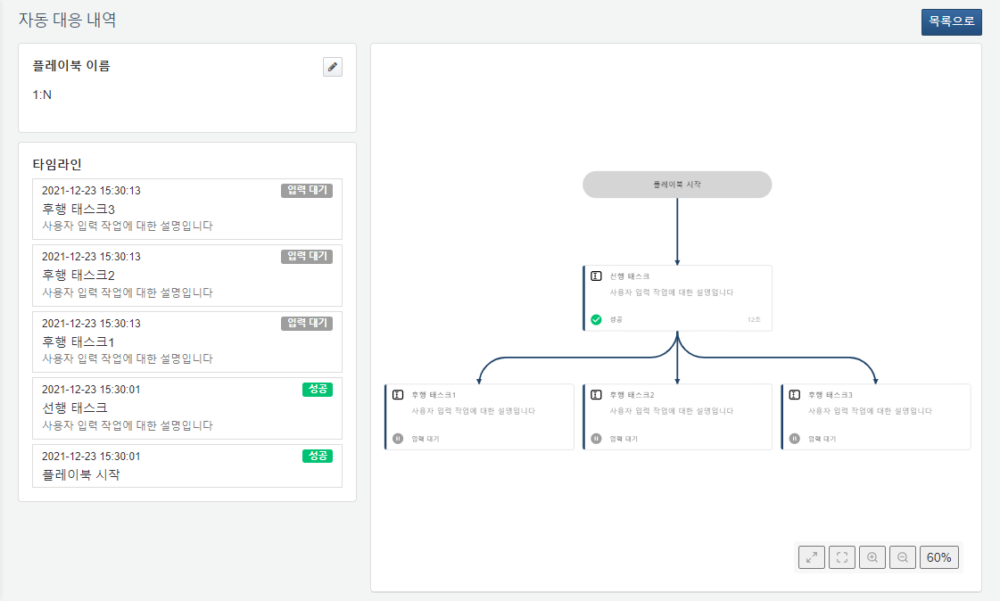 자동 대응 내역
목록으로
플레이북 이름
1:N
타임라인
2021-12-23 15:30:13 입력 대기
후행 태스크3
사용자 입력 작업에 대한 설명입니다
2021-12-23 15:30:13 입력 대기
후행 태스크2
사용자 입력 작업에 대한 설명입니다
2021-12-23 15:30:13 입력 대기
후행 태스크1
사용자 입력 작업에 대한 설명입니다
2021-12-23 15:30:01 성공
선행 태스크
사용자 입력 작업에 대한 설명입니다
2021-12-23 15:30:01 성공
플레이북 시작
플레이북 시작
선행 태스크
사용자 입력 작업에 대한 설명입니다
성공 12초
후행 태스크1
사용자 입력 작업에 대한 설명입니다
입력 대기
후행 태스크2
사용자 입력 작업에 대한 설명입니다
입력 대기
후행 태스크3
사용자 입력 작업에 대한 설명입니다
입력 대기
60%